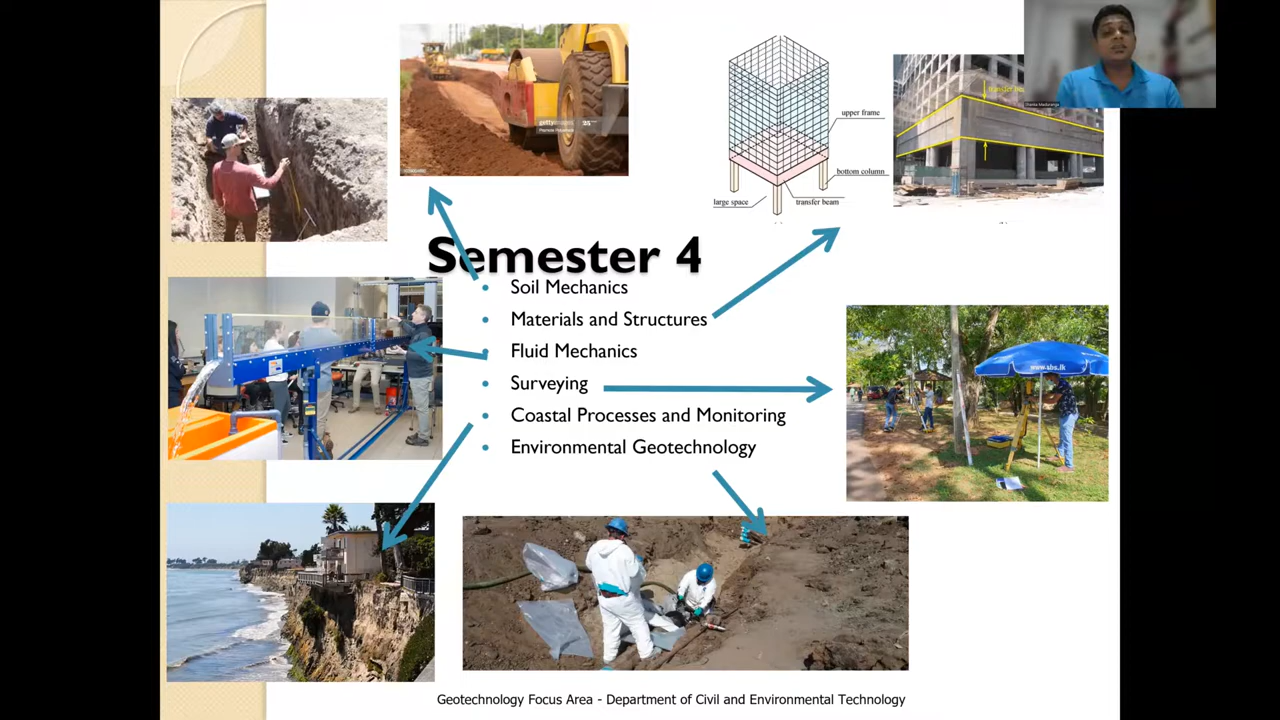 gettyimages
upper frame
bottom column
large space
transfer beam
Semester 4
• Soil Mechanics
• Materials and Structures
• Fluid Mechanics
• Surveying
• Coastal Processes and Monitoring
• Environmental Geotechnology
www.sbs.lk
Geotechnology Focus Area - Department of Civil and Environmental Technology